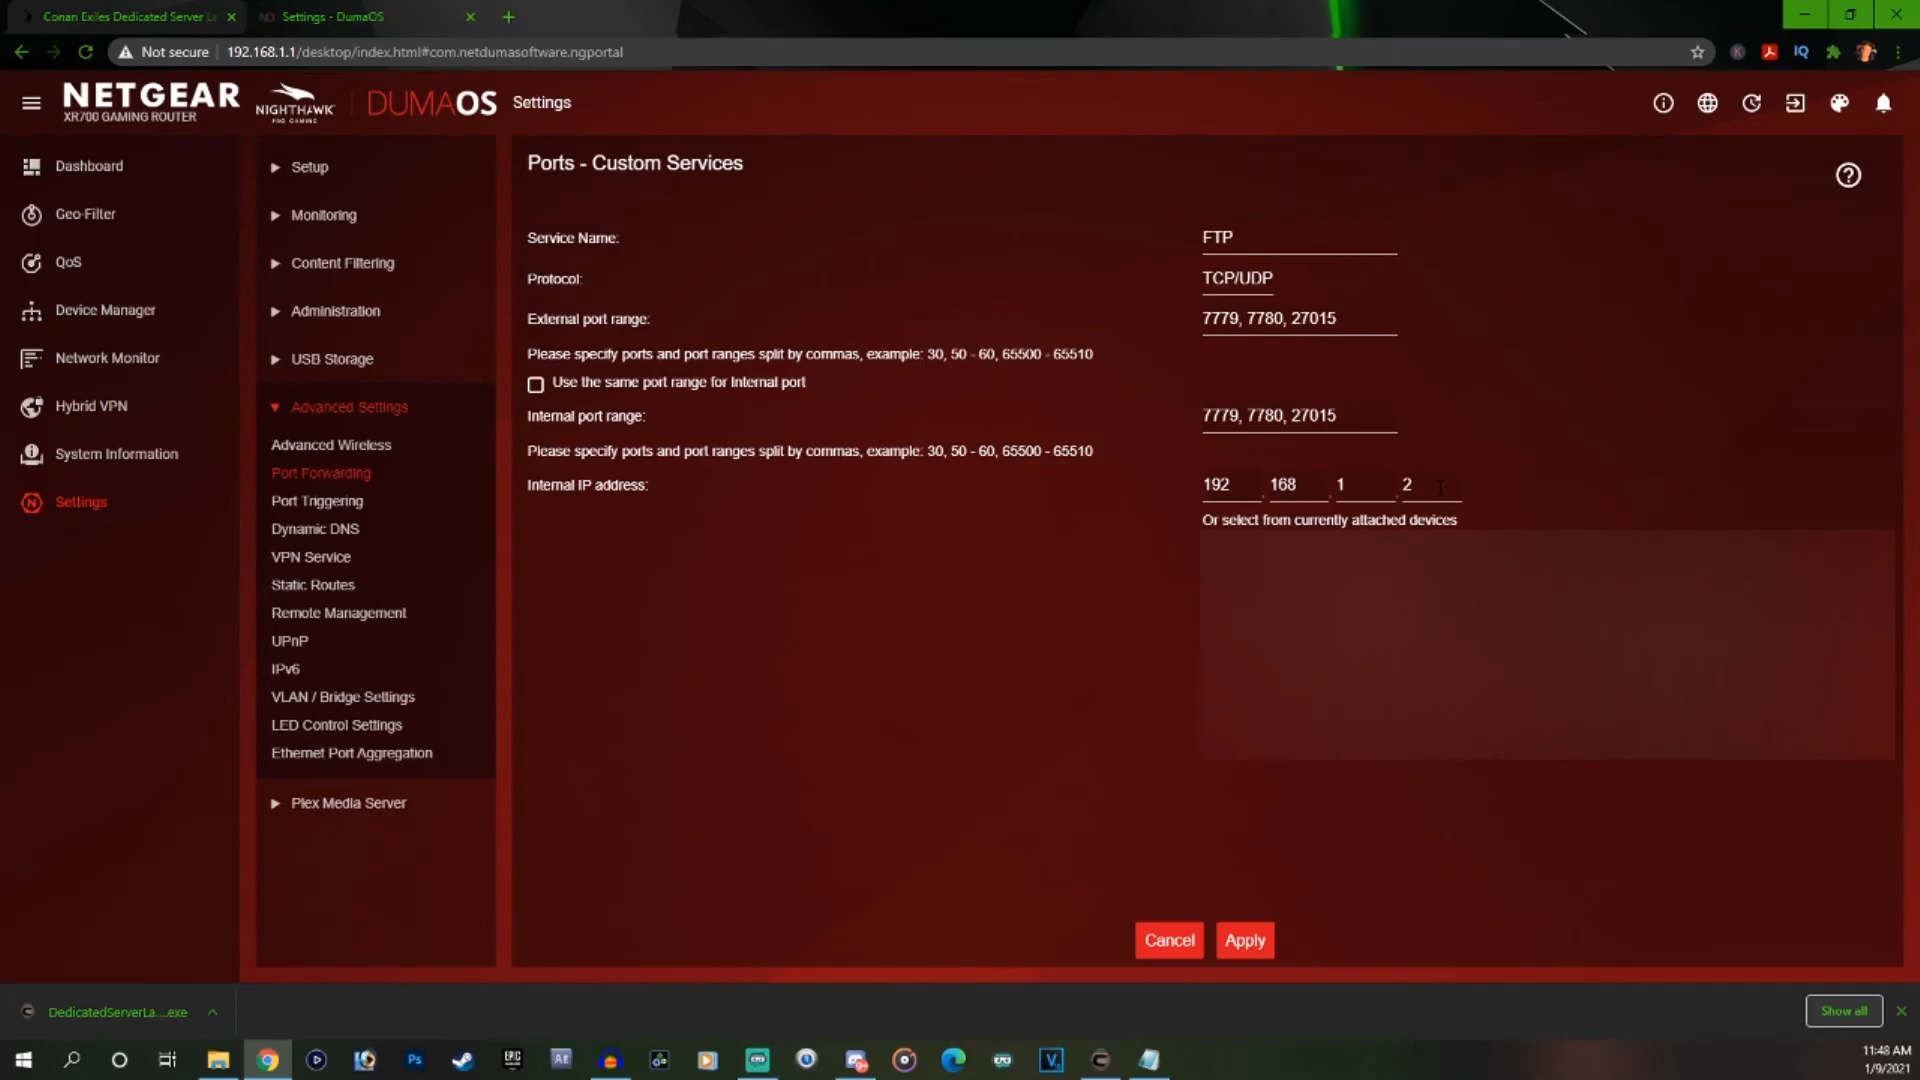 Conan Exiles Dedicated Server La
Settings - DumaOS
Not secure
192.168.1.1/desktop/index.html#com.netdumasoftware.ngportal
NETGEAR
XR700 GAMING ROUTER
NIGHTHAWK
PRO GAMING
DUMAOS
Settings
Dashboard
Geo-Filter
QoS
Device Manager
Network Monitor
Hybrid VPN
System Information
Settings
Setup
Monitoring
Content Filtering
Administration
USB Storage
Advanced Settings
Advanced Wireless
Port Forwarding
Port Triggering
Dynamic DNS
VPN Service
Static Routes
Remote Management
UPnP
IPv6
VLAN / Bridge Settings
LED Control Settings
Ethernet Port Aggregation
Plex Media Server
Ports - Custom Services
Service Name:
FTP
Protocol:
TCP/UDP
External port range:
7779, 7780, 27015
Please specify ports and port ranges split by commas, example: 30, 50 - 60, 65500 - 65510
Use the same port range for Internal port
Internal port range:
7779, 7780, 27015
Please specify ports and port ranges split by commas, example: 30, 50 - 60, 65500 - 65510
Internal IP address:
192 . 168 . 1 . 2
Or select from currently attached devices
Cancel
Apply
DedicatedServerLa....exe
Show all
11:48 AM
1/9/2021
IQ
Ps
EPIC
AE
V